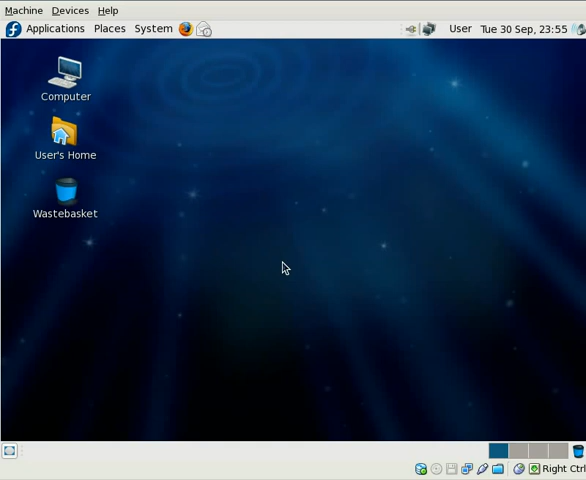 Machine Devices Help
Applications Places System User Tue 30 Sep, 23:55
Computer
User's Home
Wastebasket
Right Ctrl